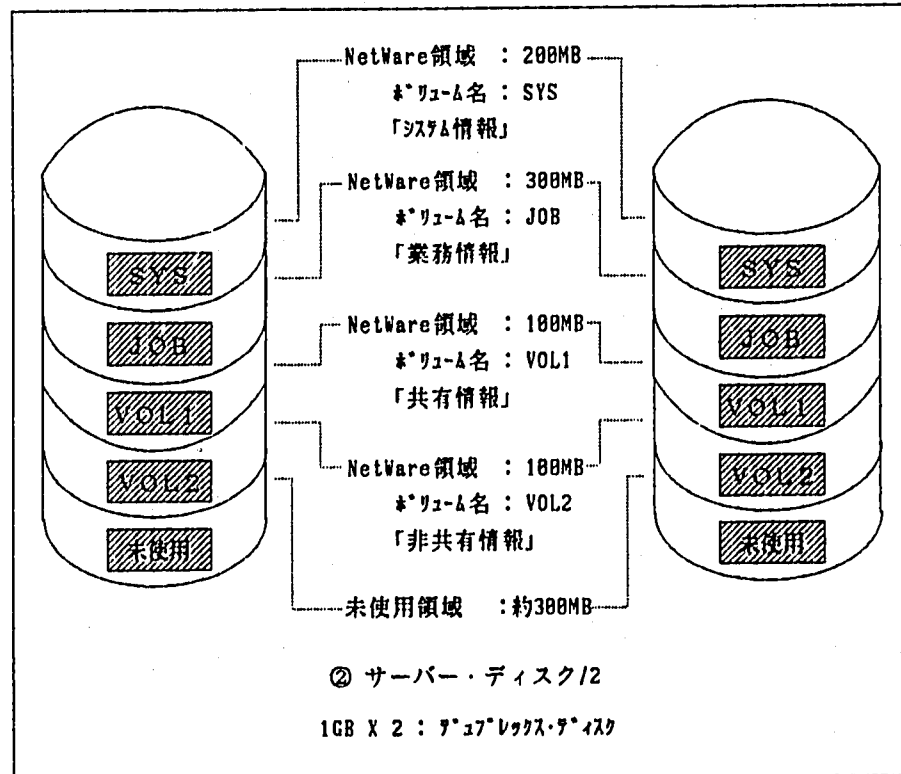 NetWare領域 : 200MB
ﾎﾞﾘｭｰﾑ名 : SYS
「ｼｽﾃﾑ情報」
NetWare領域 : 300MB
ﾎﾞﾘｭｰﾑ名 : JOB
「業務情報」
NetWare領域 : 100MB
ﾎﾞﾘｭｰﾑ名 : VOL1
「共有情報」
NetWare領域 : 100MB
ﾎﾞﾘｭｰﾑ名 : VOL2
「非共有情報」
未使用領域 :約300MB
SYS
JOB
VOL1
VOL2
未使用
SYS
JOB
VOL1
VOL2
未使用
② サーバー・ディスク/2
1GB X 2 : ﾃﾞｭﾌﾟﾚｯｸｽ・ﾃﾞｨｽｸ